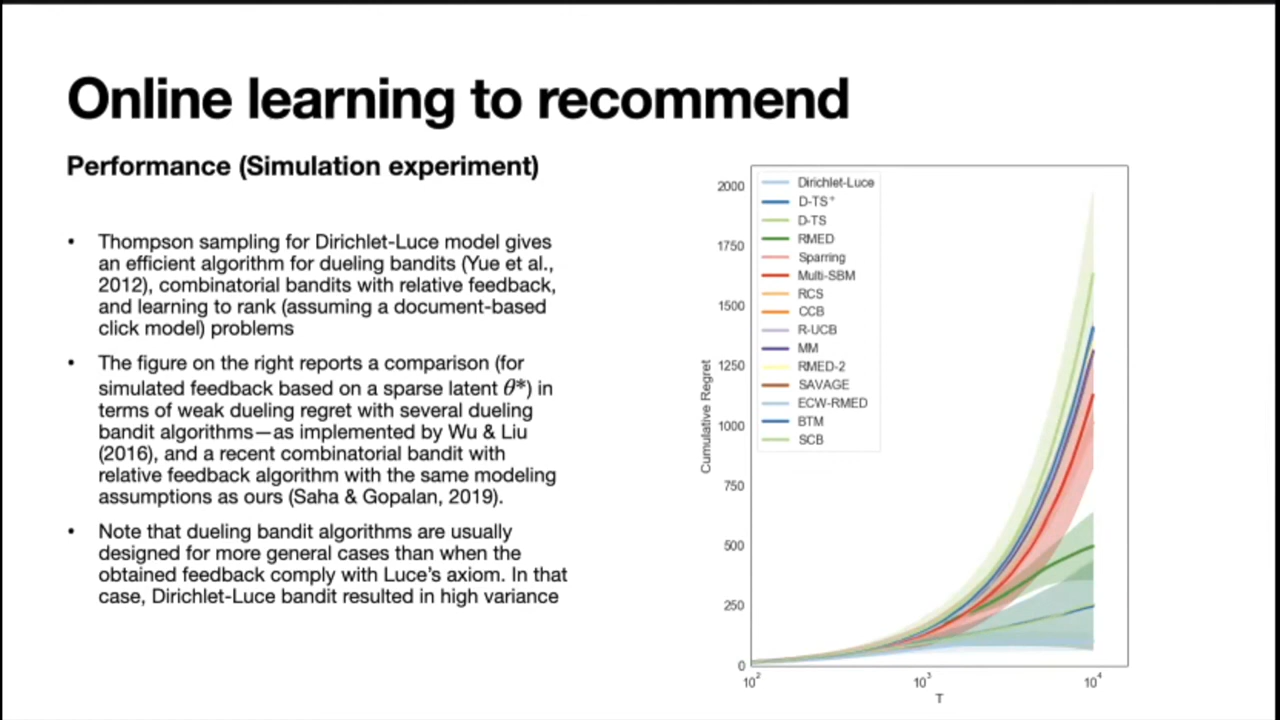 Online learning to recommend
Performance (Simulation experiment)
• Thompson sampling for Dirichlet-Luce model gives
an efficient algorithm for dueling bandits (Yue et al.,
2012), combinatorial bandits with relative feedback,
and learning to rank (assuming a document-based
click model) problems
• The figure on the right reports a comparison (for
simulated feedback based on a sparse latent θ*) in
terms of weak dueling regret with several dueling
bandit algorithms—as implemented by Wu & Liu
(2016), and a recent combinatorial bandit with
relative feedback algorithm with the same modeling
assumptions as ours (Saha & Gopalan, 2019).
• Note that dueling bandit algorithms are usually
designed for more general cases than when the
obtained feedback comply with Luce's axiom. In that
case, Dirichlet-Luce bandit resulted in high variance
Dirichlet-Luce
D-TS⁺
D-TS
RMED
Sparring
Multi-SBM
RCS
CCB
R-UCB
MM
RMED-2
SAVAGE
ECW-RMED
BTM
SCB
Cumulative Regret
2000
1750
1500
1250
1000
750
500
250
0
10²
10³
10⁴
T